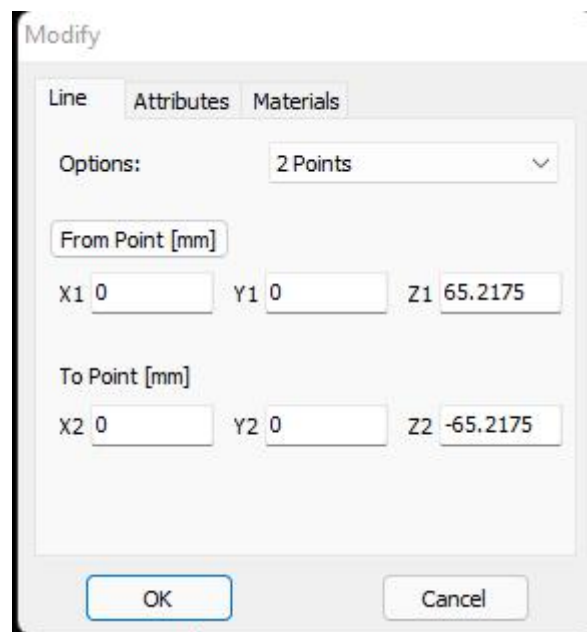 Modify
Line Attributes Materials
Options: 2 Points
From Point [mm]
X1 0 Y1 0 Z1 65.2175
To Point [mm]
X2 0 Y2 0 Z2 -65.2175
OK Cancel